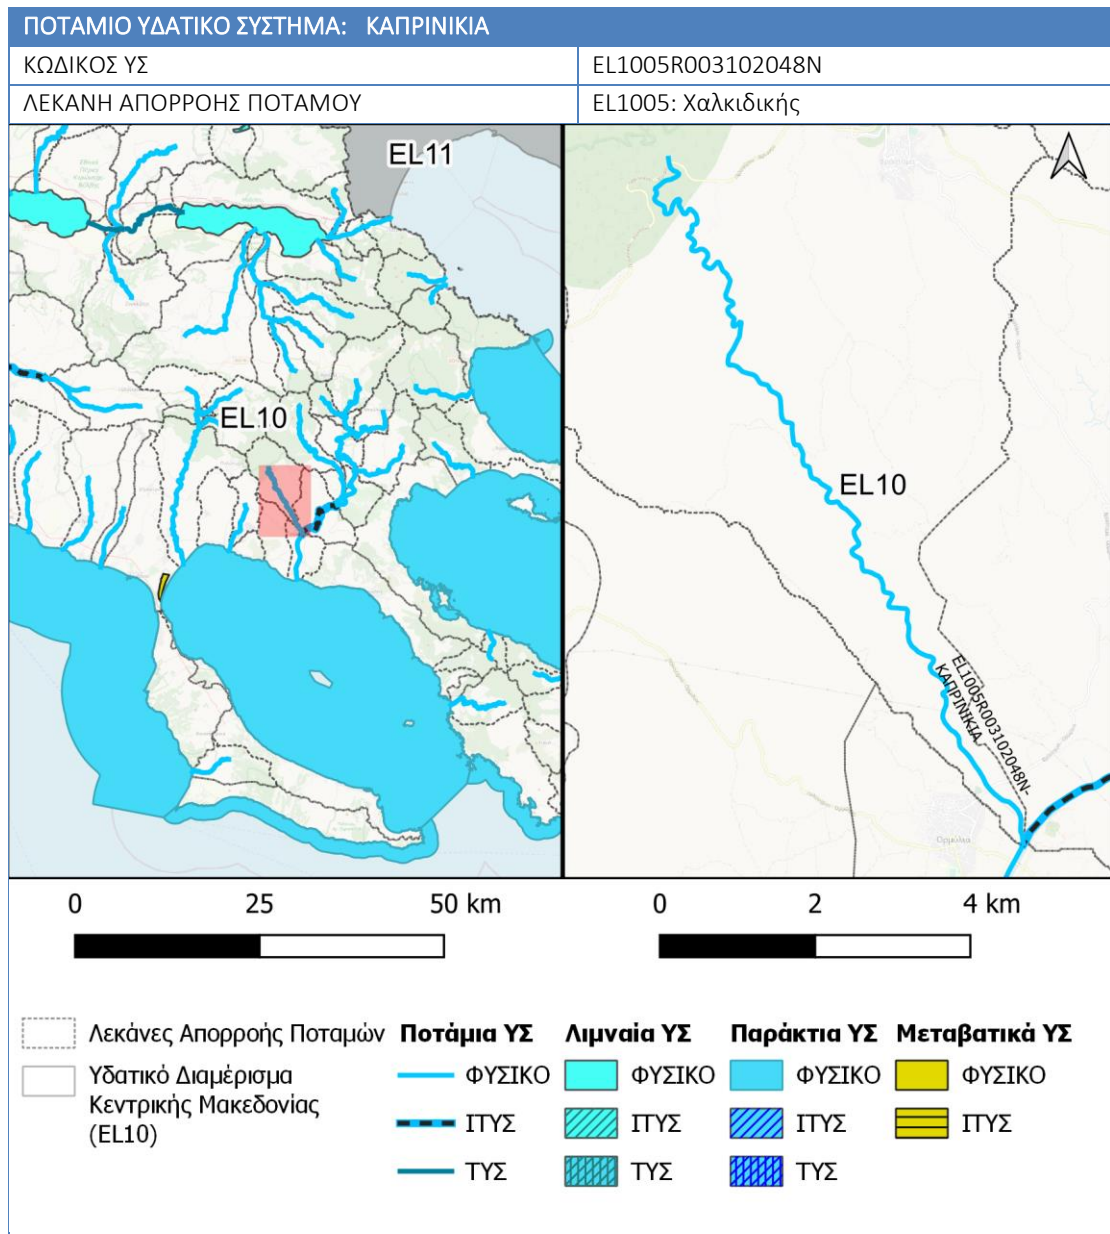 ΠΟΤΑΜΙΟ ΥΔΑΤΙΚΟ ΣΥΣΤΗΜΑ: ΚΑΠΡΙΝΙΚΙΑ
ΚΩΔΙΚΟΣ ΥΣ EL1005R003102048N
ΛΕΚΑΝΗ ΑΠΟΡΡΟΗΣ ΠΟΤΑΜΟΥ EL1005: Χαλκιδικής
EL11
EL10
EL10
EL1005R003102048N-
ΚΑΠΡΙΝΙΚΙΑ
Ορμύλια
0 25 50 km
0 2 4 km
Λεκάνες Απορροής Ποταμών
Υδατικό Διαμέρισμα
Κεντρικής Μακεδονίας
(EL10)
Ποτάμια ΥΣ
ΦΥΣΙΚΟ
ΙΤΥΣ
ΤΥΣ
Λιμναία ΥΣ
ΦΥΣΙΚΟ
ΙΤΥΣ
ΤΥΣ
Παράκτια ΥΣ
ΦΥΣΙΚΟ
ΙΤΥΣ
ΤΥΣ
Μεταβατικά ΥΣ
ΦΥΣΙΚΟ
ΙΤΥΣ